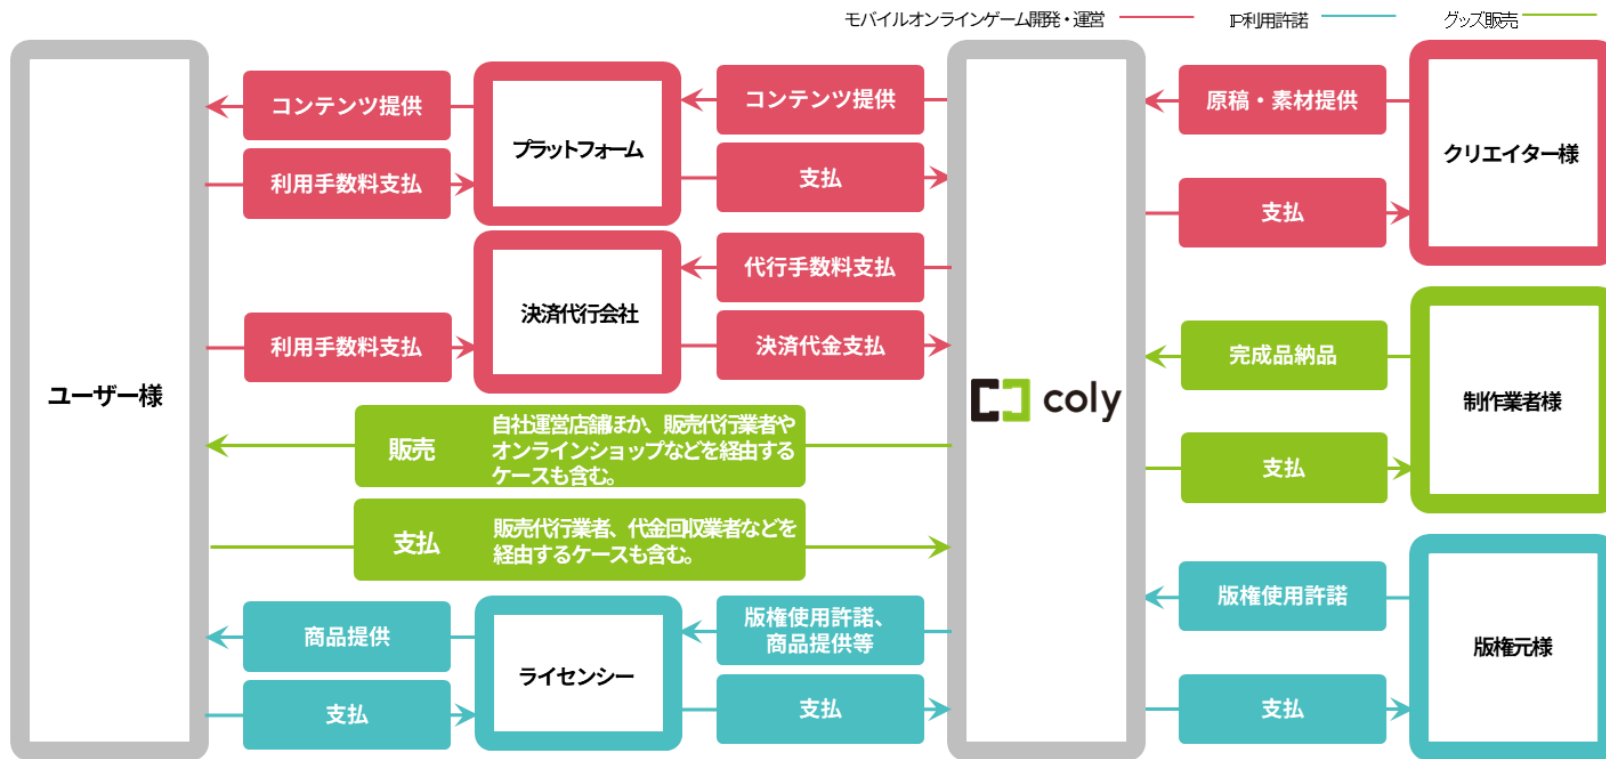 モバイルオンラインゲーム開発・運営
IP利用許諾
グッズ販売
ユーザー様
コンテンツ提供
利用手数料支払
プラットフォーム
コンテンツ提供
支払
利用手数料支払
決済代行会社
代行手数料支払
決済代金支払
販売
自社運営店舗ほか、販売代行業者や
オンラインショップなどを経由する
ケースも含む。
支払
販売代行業者、代金回収業者などを
経由するケースも含む。
商品提供
支払
ライセンシー
版権使用許諾、
商品提供等
支払
coly
原稿・素材提供
支払
クリエイター様
完成品納品
支払
制作業者様
版権使用許諾
支払
版権元様